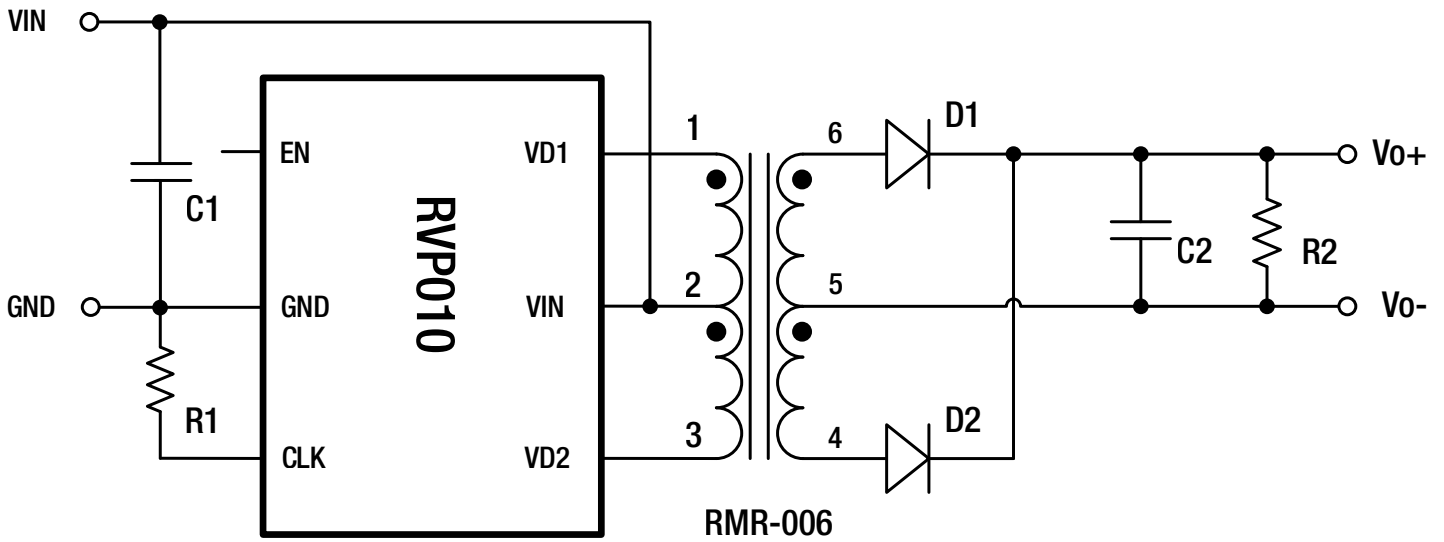 VIN
C1
GND
R1
EN
GND
CLK
RVP010
VD1
VIN
VD2
1
2
3
6
5
4
RMR-006
D1
D2
C2
R2
Vo+
Vo-